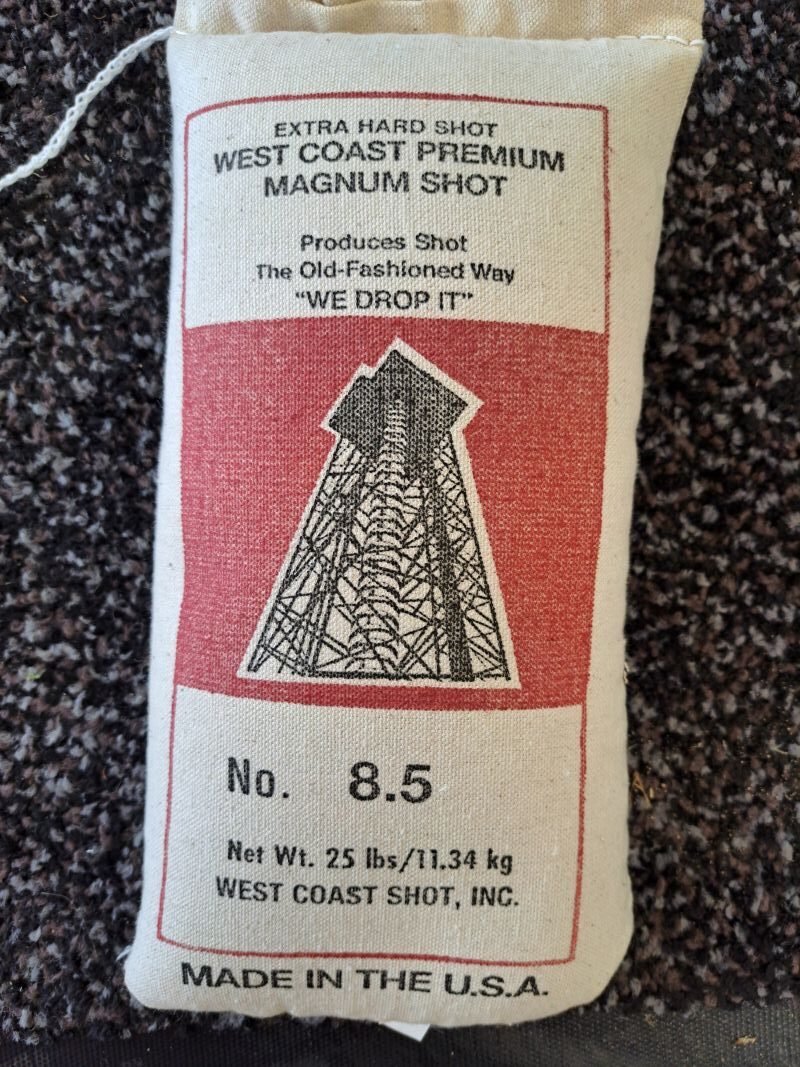 EXTRA HARD SHOT
WEST COAST PREMIUM
MAGNUM SHOT
Produces Shot
The Old-Fashioned Way
"WE DROP IT"
No. 8.5
Net Wt. 25 lbs/11.34 kg
WEST COAST SHOT, INC.
MADE IN THE U.S.A.